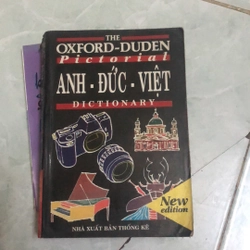 THE
OXFORD-DUDEN
Pictorial
ANH - ĐỨC - VIỆT
DICTIONARY
New
edition
NHÀ XUẤT BẢN THỐNG KÊ